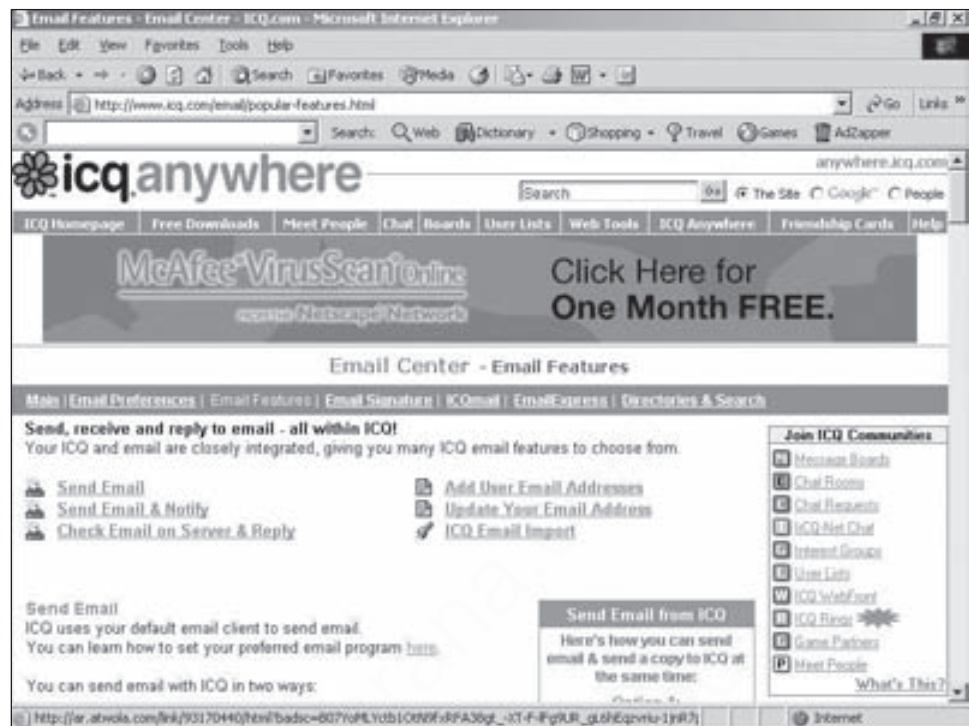 Email Features - Email Center - ICQ.com - Microsoft Internet Explorer
File Edit View Favorites Tools Help
Back Search Favorites Media
Address http://www.icq.com/email/popular-features.html Go Links »
Search: Web Dictionary Shopping Travel Games AdZapper
icq anywhere
anywhere.icq.com
Search Go The Site Google People
ICQ Homepage Free Downloads Meet People Chat Boards User Lists Web Tools ICQ Anywhere Friendship Cards Help
McAfee VirusScan Online
Netscape Network
Click Here for
One Month FREE.
Email Center - Email Features
Main | Email Preferences | Email Features | Email Signature | ICQmail | EmailExpress | Directories & Search
Send, receive and reply to email - all within ICQ!
Your ICQ and email are closely integrated, giving you many ICQ email features to choose from.
Send Email
Send Email & Notify
Check Email on Server & Reply
Add User Email Addresses
Update Your Email Address
ICQ Email Import
Join ICQ Communities
Message Boards
Chat Rooms
Chat Requests
IrCQ-Net Chat
Interest Groups
User Lists
W ICQ WebFront
ICQ Rings
Game Partners
P Meet People
What's This?
Send Email
ICQ uses your default email client to send email.
You can learn how to set your preferred email program here.
You can send email with ICQ in two ways:
Send Email from ICQ
Here's how you can send
email & send a copy to ICQ at
the same time:
Internet